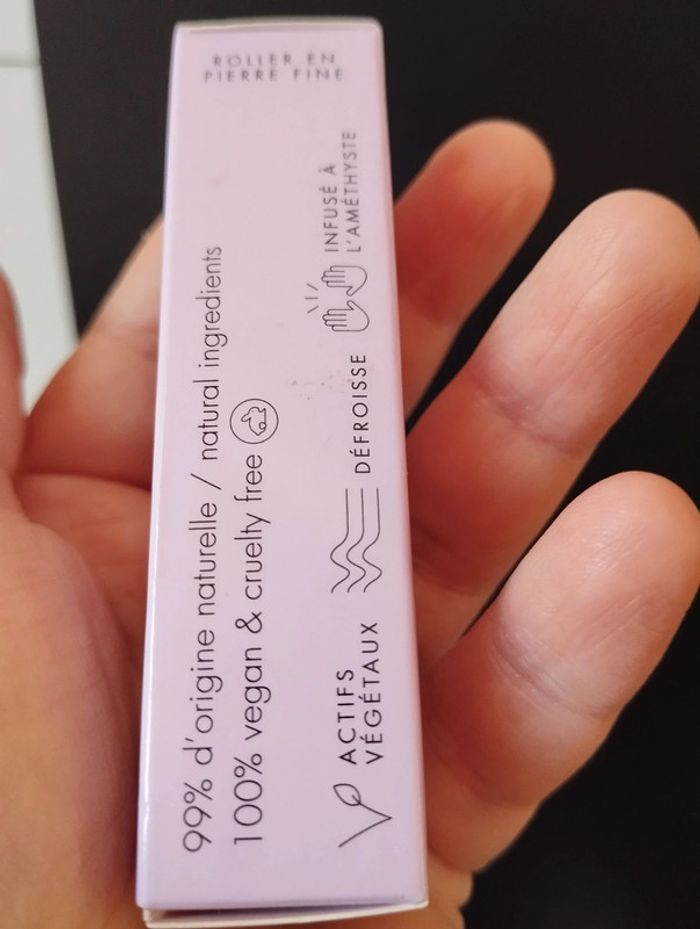 ROLLER EN
PIERRE FINE
99% d'origine naturelle / natural ingredients
100% vegan & cruelty free
ACTIFS
VÉGÉTAUX
DÉFROISSE
INFUSÉ À
L'AMÉTHYSTE